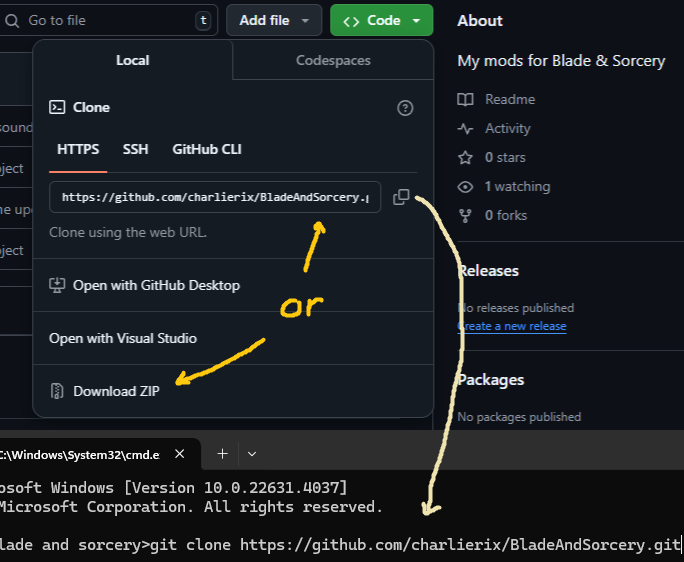 Go to file
t
Add file
Code
About
Local
Codespaces
My mods for Blade & Sorcery
Clone
Readme
sound
HTTPS
SSH
GitHub CLI
Activity
oject
0 stars
https://github.com/charlierix/BladeAndSorcery.g
1 watching
me up
Clone using the web URL.
0 forks
oject
Releases
Open with GitHub Desktop
or
No releases published
Create a new release
Open with Visual Studio
Packages
Download ZIP
No packages published
C:\Windows\System32\cmd.e
osoft Windows [Version 10.0.22631.4037]
Microsoft Corporation. All rights reserved.
lade and sorcery>git clone https://github.com/charlierix/BladeAndSorcery.git